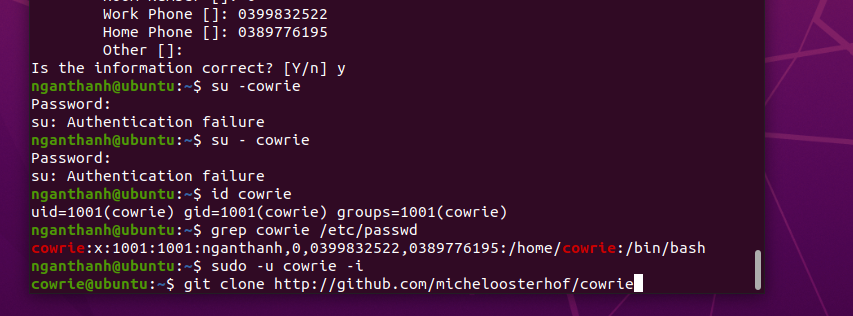 Work Phone []: 0399832522
Home Phone []: 0389776195
Other []:
Is the information correct? [Y/n] y
nganthanh@ubuntu:~$ su -cowrie
Password:
su: Authentication failure
nganthanh@ubuntu:~$ su - cowrie
Password:
su: Authentication failure
nganthanh@ubuntu:~$ id cowrie
uid=1001(cowrie) gid=1001(cowrie) groups=1001(cowrie)
nganthanh@ubuntu:~$ grep cowrie /etc/passwd
cowrie:x:1001:1001:nganthanh,0,0399832522,0389776195:/home/cowrie:/bin/bash
nganthanh@ubuntu:~$ sudo -u cowrie -i
cowrie@ubuntu:~$ git clone http://github.com/micheloosterhof/cowrie